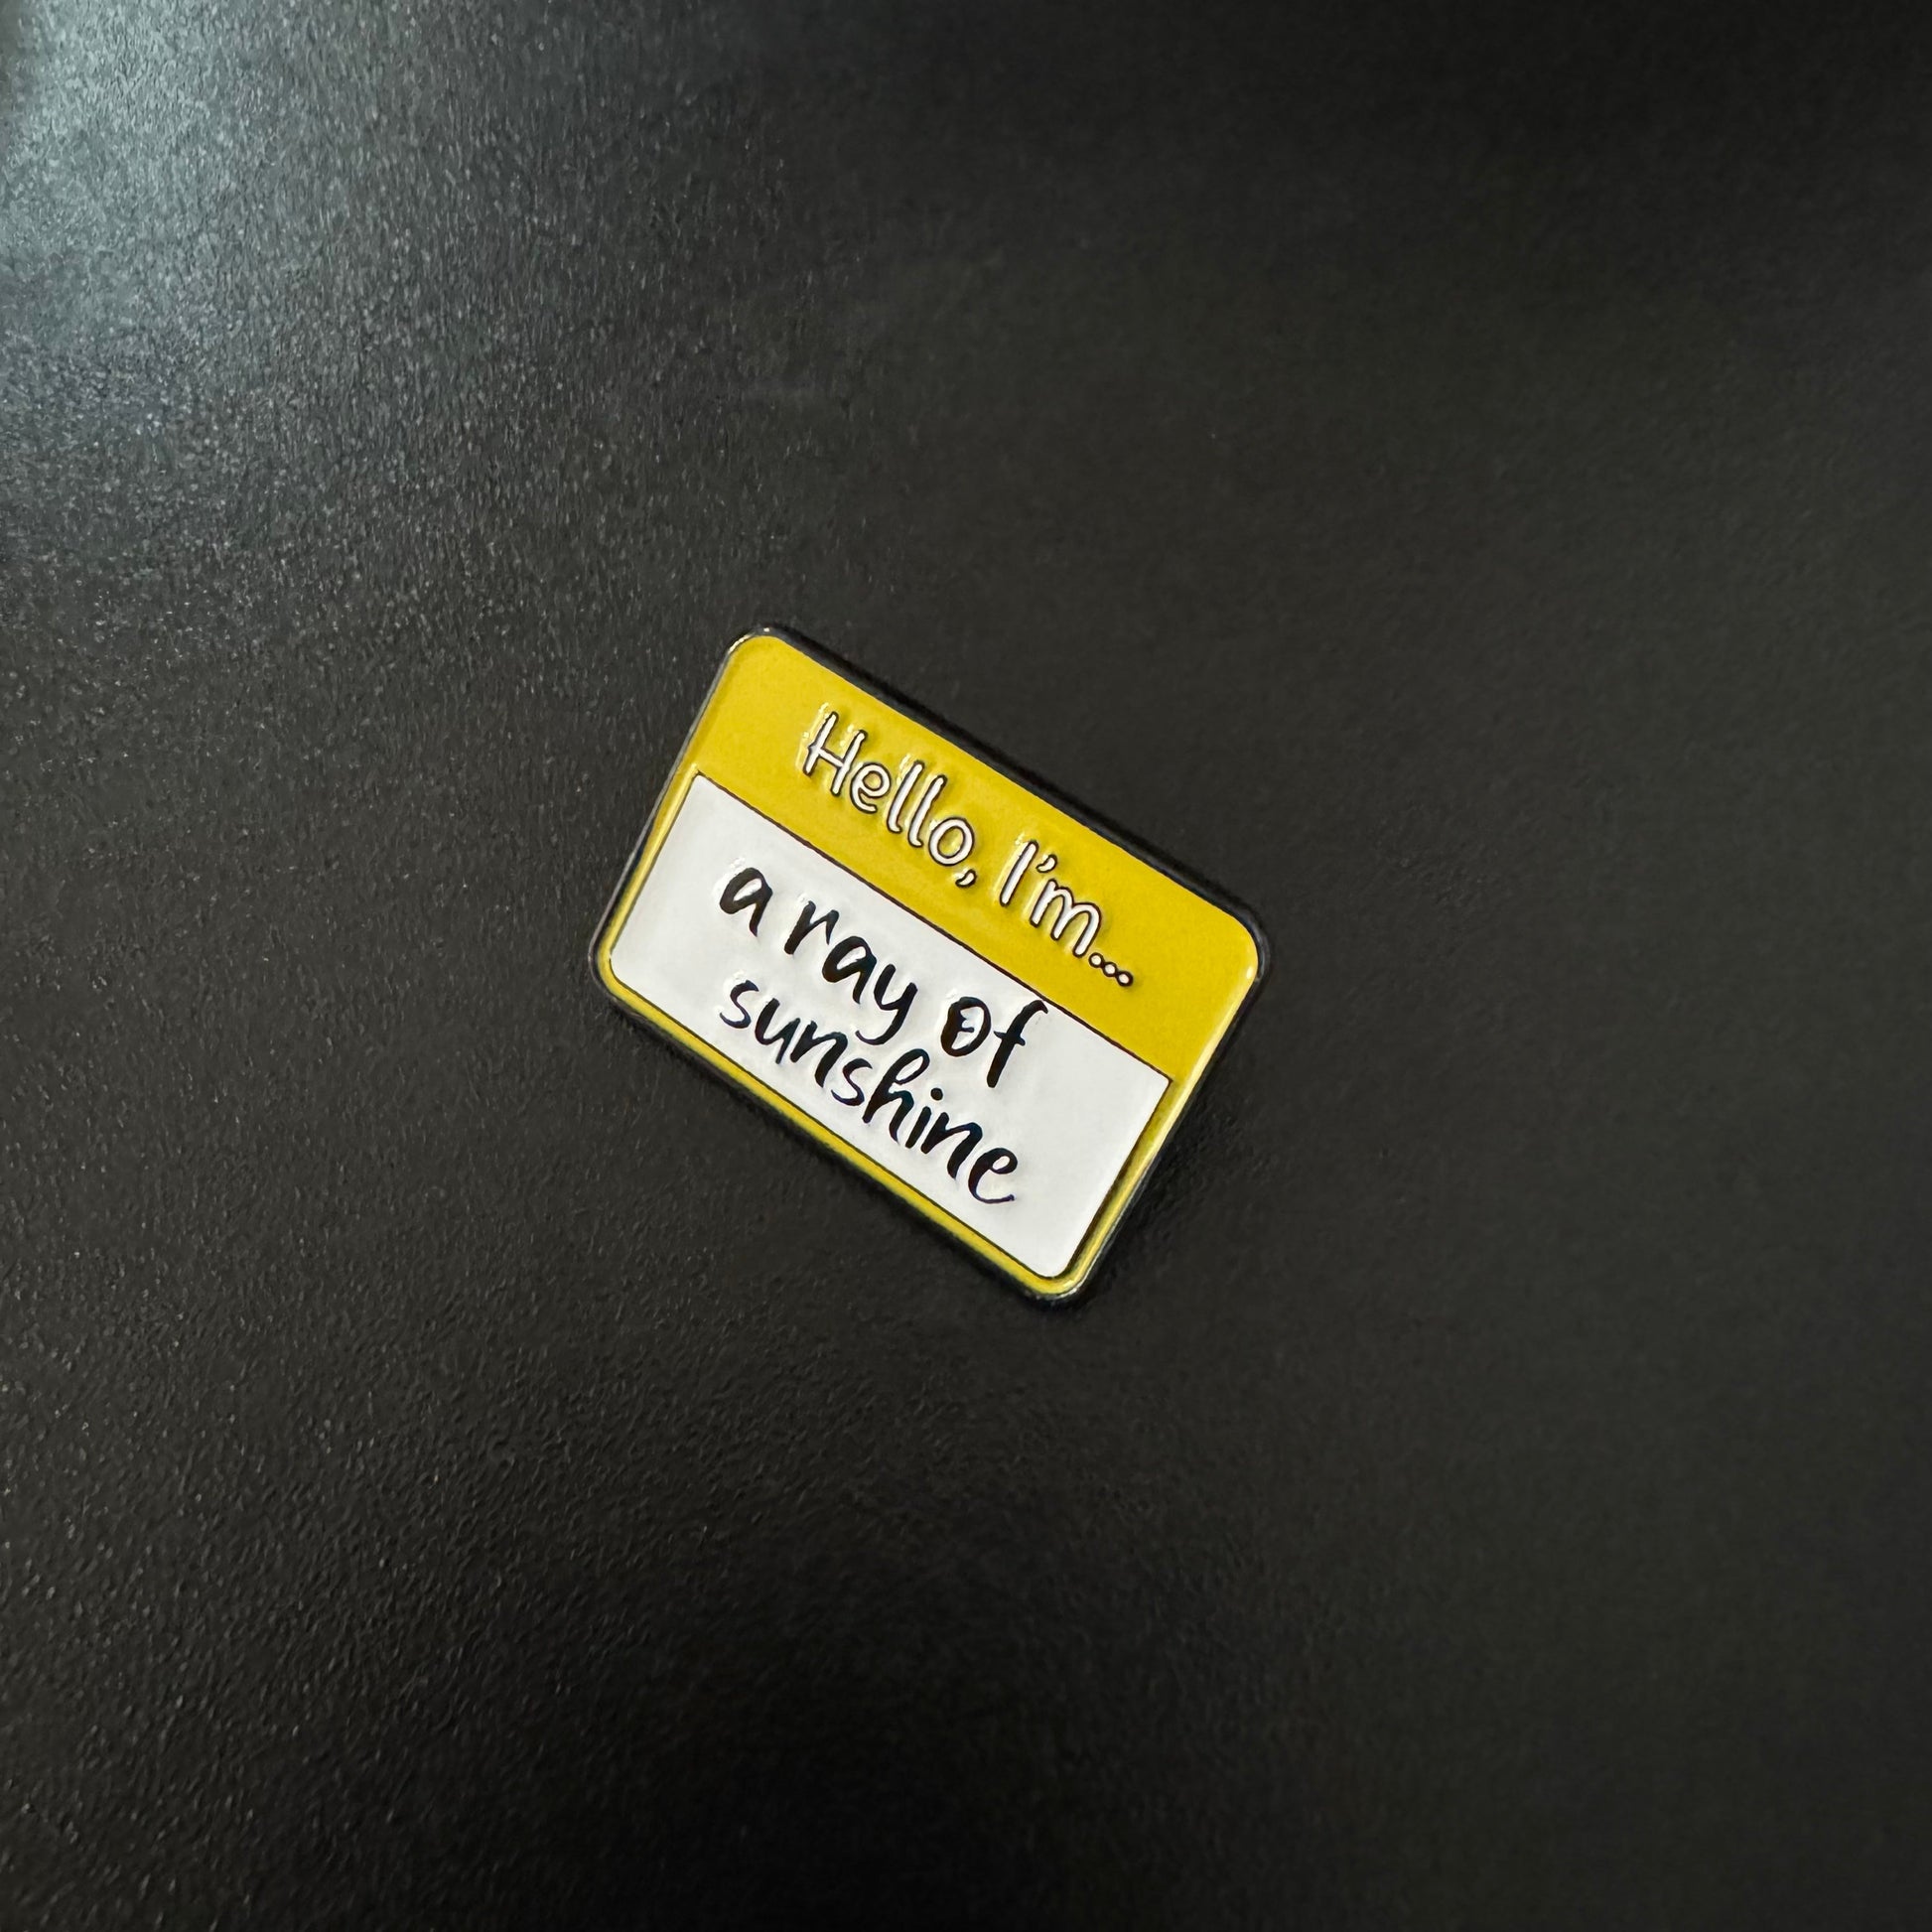 Hello, I'm...
a ray of
sunshine